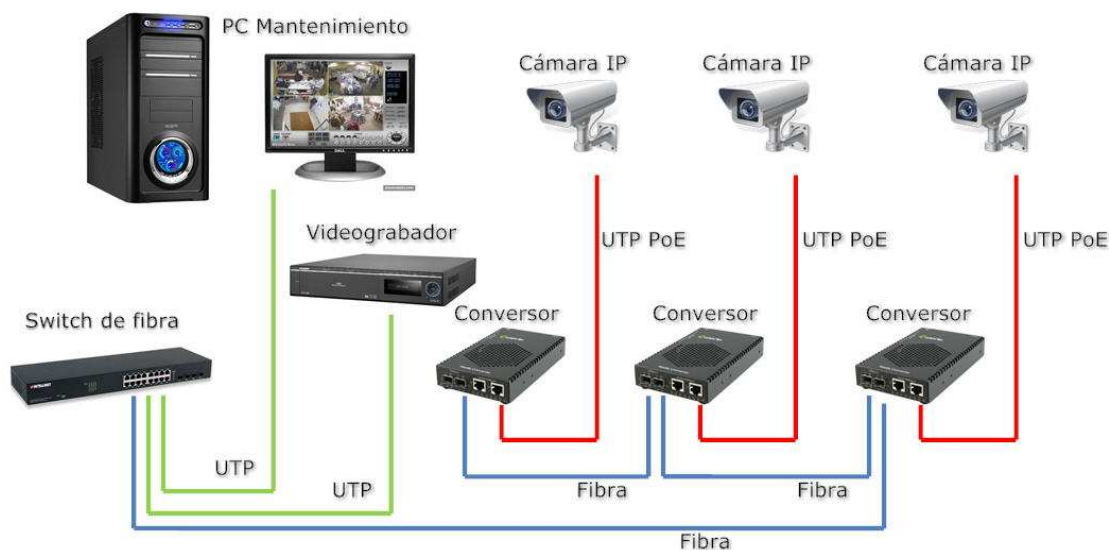 PC Mantenimiento
Cámara IP
Cámara IP
Cámara IP
UTP PoE
UTP PoE
UTP PoE
Videograbador
Switch de fibra
Conversor
Conversor
Conversor
DELL
UTP
UTP
Fibra
Fibra
Fibra